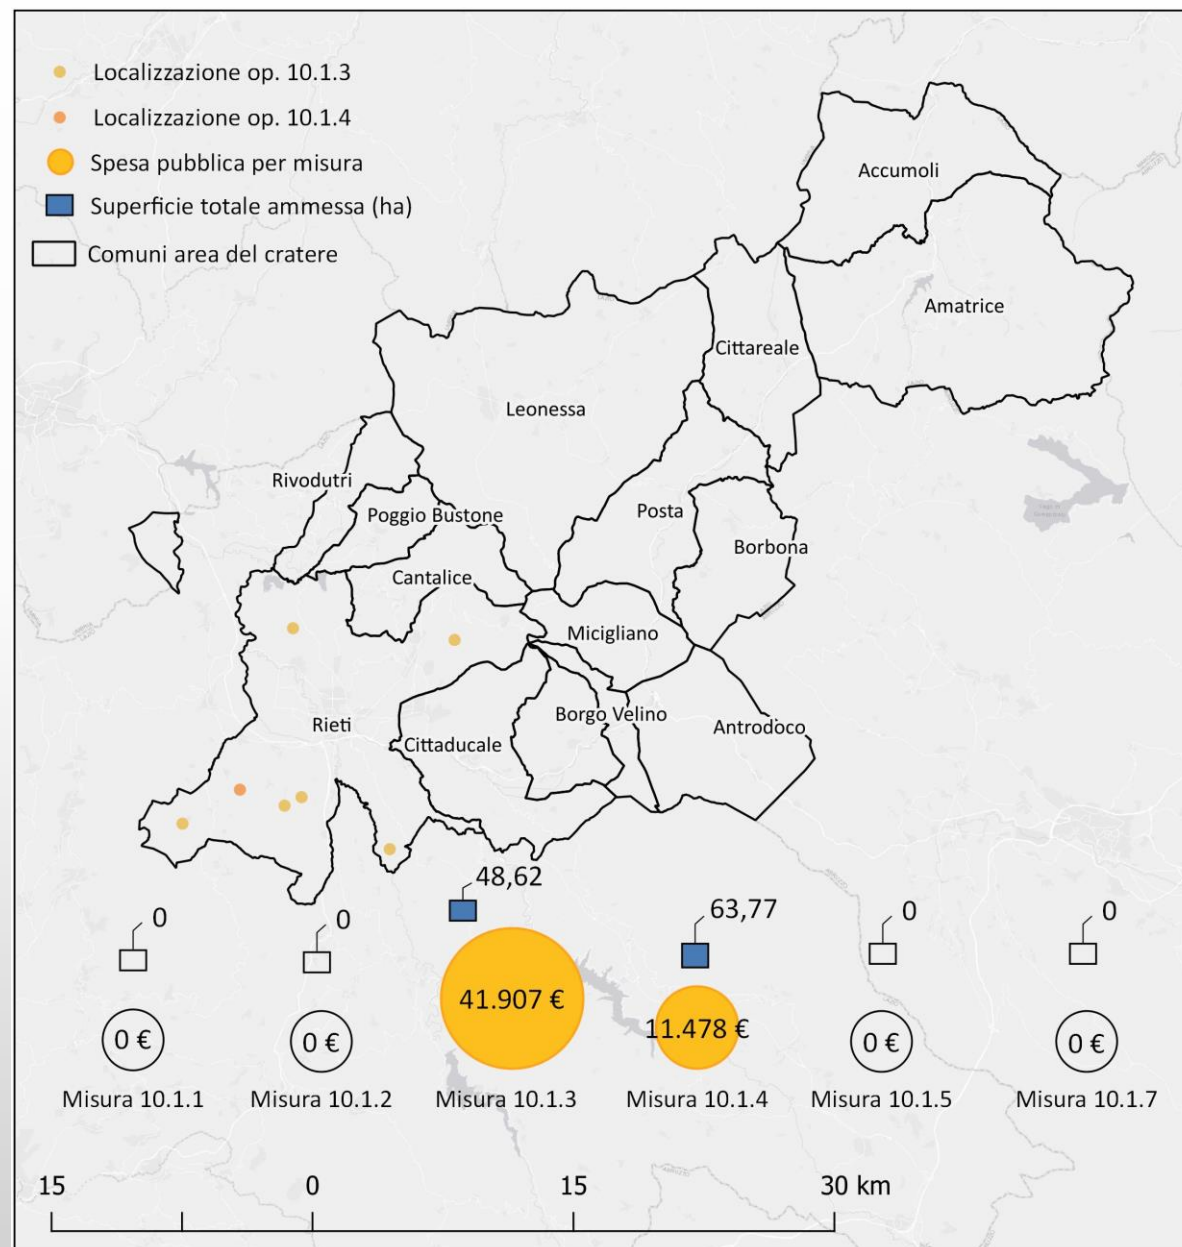 Localizzazione op. 10.1.3
Localizzazione op. 10.1.4
Spesa pubblica per misura
Superficie totale ammessa (ha)
Comuni area del cratere
Accumoli
Amatrice
Cittareale
Leonessa
Rivodutri
Poggio Bustone
Posta
Borbona
Cantalice
Micigliano
Rieti
Borgo Velino
Antrodoco
Cittaducale
48,62
63,77
0
0
0
0
41.907 €
11.478 €
0 €
0 €
0 €
0 €
Misura 10.1.1
Misura 10.1.2
Misura 10.1.3
Misura 10.1.4
Misura 10.1.5
Misura 10.1.7
15
0
15
30 km